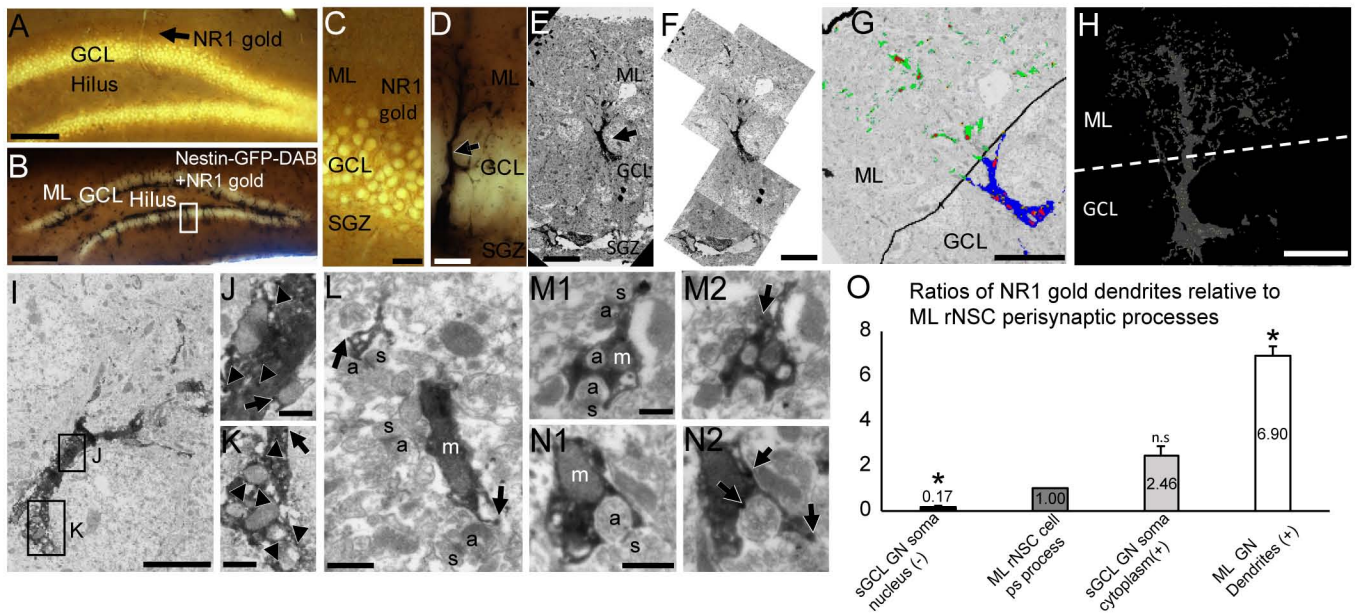 A
NR1 gold
GCL
Hilus
B
Nestin-GFP-DAB
+NR1 gold
ML
GCL
Hilus
C
ML
NR1
gold
GCL
SGZ
D
ML
GCL
SGZ
E
ML
GCL
SGZ
F
G
ML
GCL
H
ML
GCL
I
J
K
J
K
L
a
s
s
a
m
a
s
M1
s
a
a
m
a
s
M2
N1
m
a
s
N2
O
Ratios of NR1 gold dendrites relative to
ML rNSC perisynaptic processes
8
6
4
2
0
*
0.17
1.00
n.s
2.46
*
6.90
sGCL GN soma
nucleus (-)
ML rNSC cell
ps process
sGCL GN soma
cytoplasm(+)
ML GN
Dendrites (+)